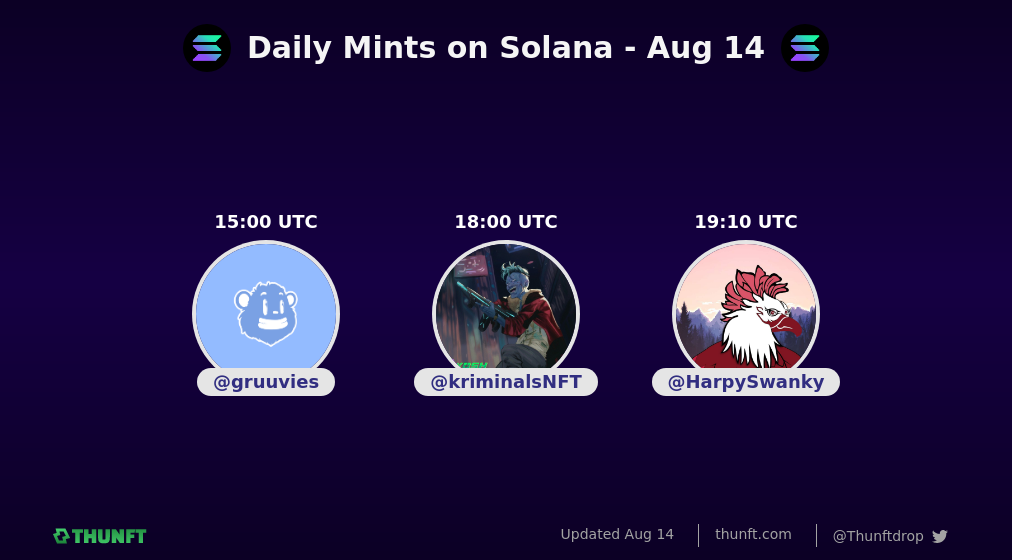 Daily Mints on Solana - Aug 14
15:00 UTC
18:00 UTC
19:10 UTC
@gruuvies
@kriminalsNFT
@HarpySwanky
THUNFT
Updated Aug 14
thunft.com
@Thunftdrop